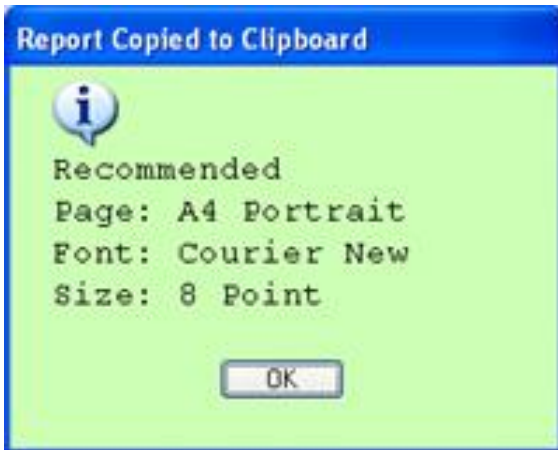 Report Copied to Clipboard
Recommended
Page: A4 Portrait
Font: Courier New
Size: 8 Point
OK